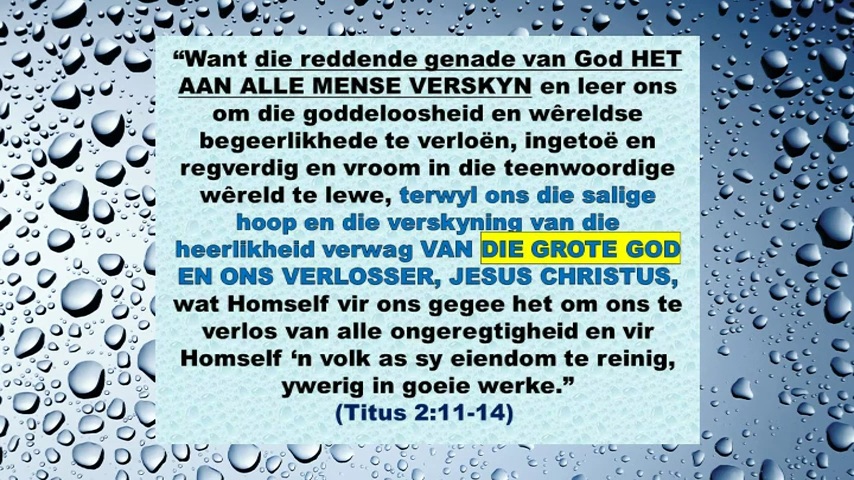 “Want die reddende genade van God HET
AAN ALLE MENSE VERSKYN en leer ons
om die goddeloosheid en wêreldse
begeerlikhede te verloën, ingetoë en
regverdig en vroom in die teenwoordige
wêreld te lewe, terwyl ons die salige
hoop en die verskyning van die
heerlikheid verwag VAN DIE GROTE GOD
EN ONS VERLOSSER, JESUS CHRISTUS,
wat Homself vir ons gegee het om ons te
verlos van alle ongeregtigheid en vir
Homself ‘n volk as sy eiendom te reinig,
ywerig in goeie werke.”
(Titus 2:11-14)